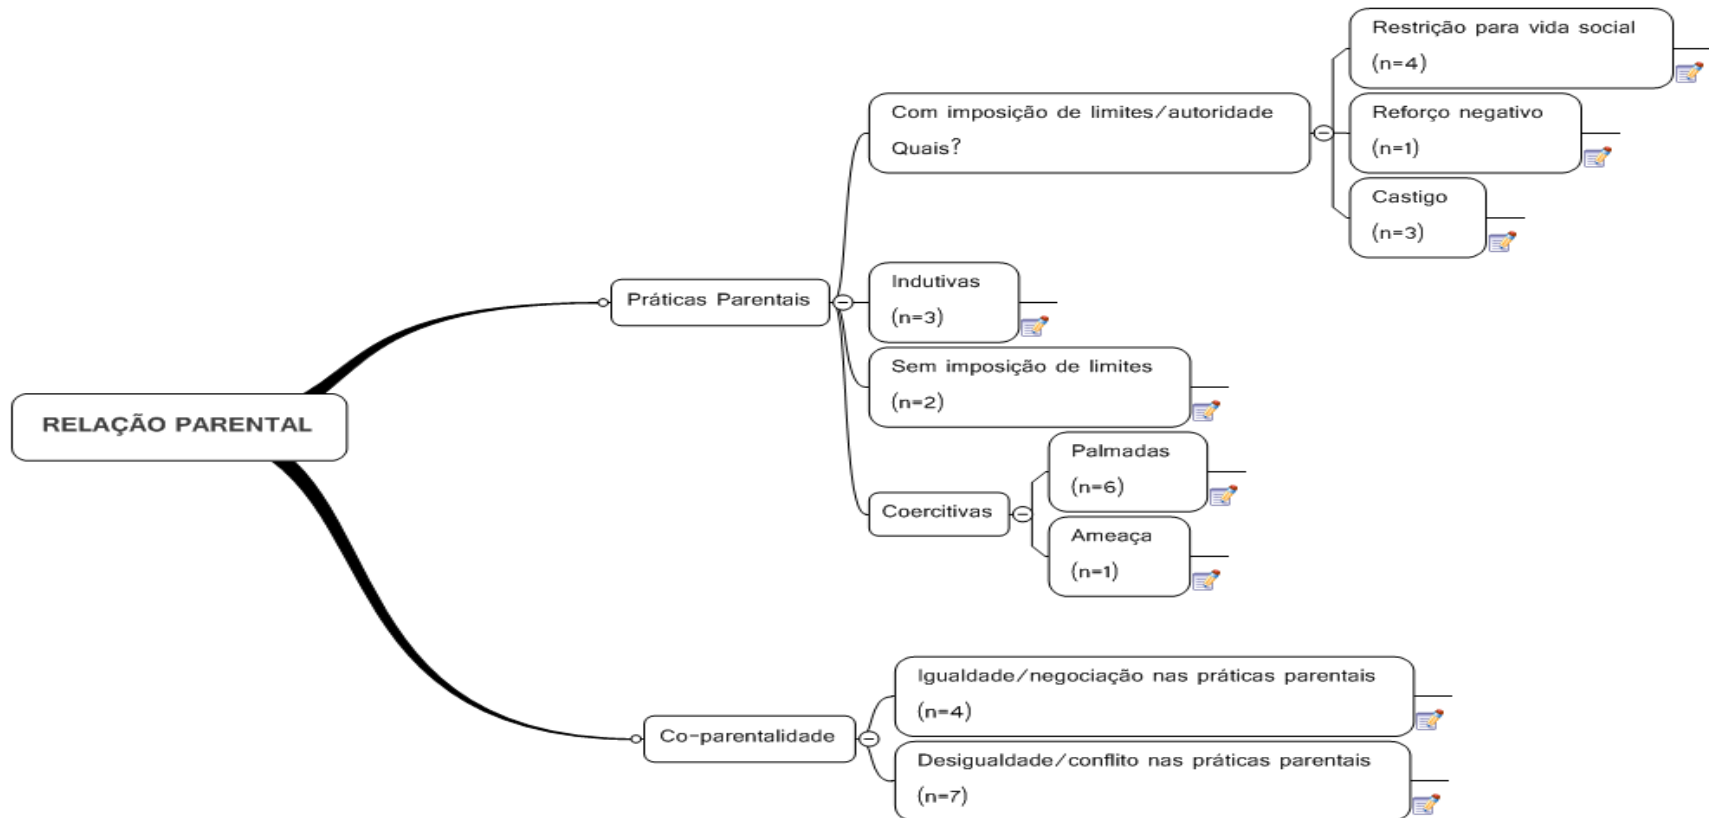 Restrição para vida social
(n=4)
Com imposição de limites/autoridade
Quais?
Reforço negativo
(n=1)
Castigo
(n=3)
Indutivas
(n=3)
Práticas Parentais
Sem imposição de limites
(n=2)
RELAÇÃO PARENTAL
Palmadas
(n=6)
Coercitivas
Ameaça
(n=1)
Igualdade/negociação nas práticas parentais
(n=4)
Co-parentalidade
Desigualdade/conflito nas práticas parentais
(n=7)